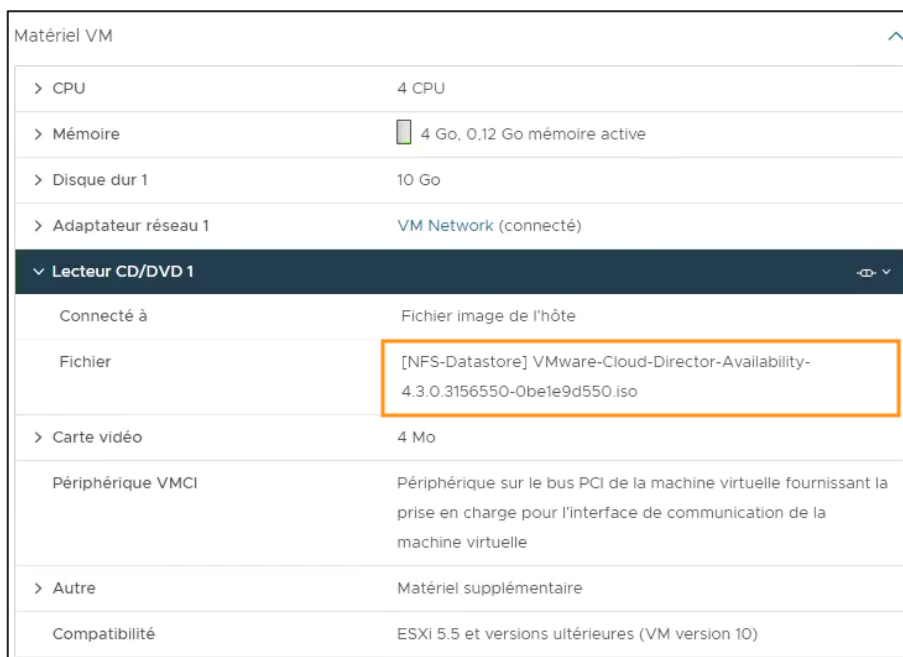 Matériel VM
CPU 4 CPU
Mémoire 4 Go, 0,12 Go mémoire active
Disque dur 1 10 Go
Adaptateur réseau 1 VM Network (connecté)
Lecteur CD/DVD 1
Connecté à Fichier image de l'hôte
Fichier [NFS-Datastore] VMware-Cloud-Director-Availability-
4.3.0.3156550-0be1e9d550.iso
Carte vidéo 4 Mo
Périphérique VMCI Périphérique sur le bus PCI de la machine virtuelle fournissant la
prise en charge pour l'interface de communication de la
machine virtuelle
Autre Matériel supplémentaire
Compatibilité ESXi 5.5 et versions ultérieures (VM version 10)